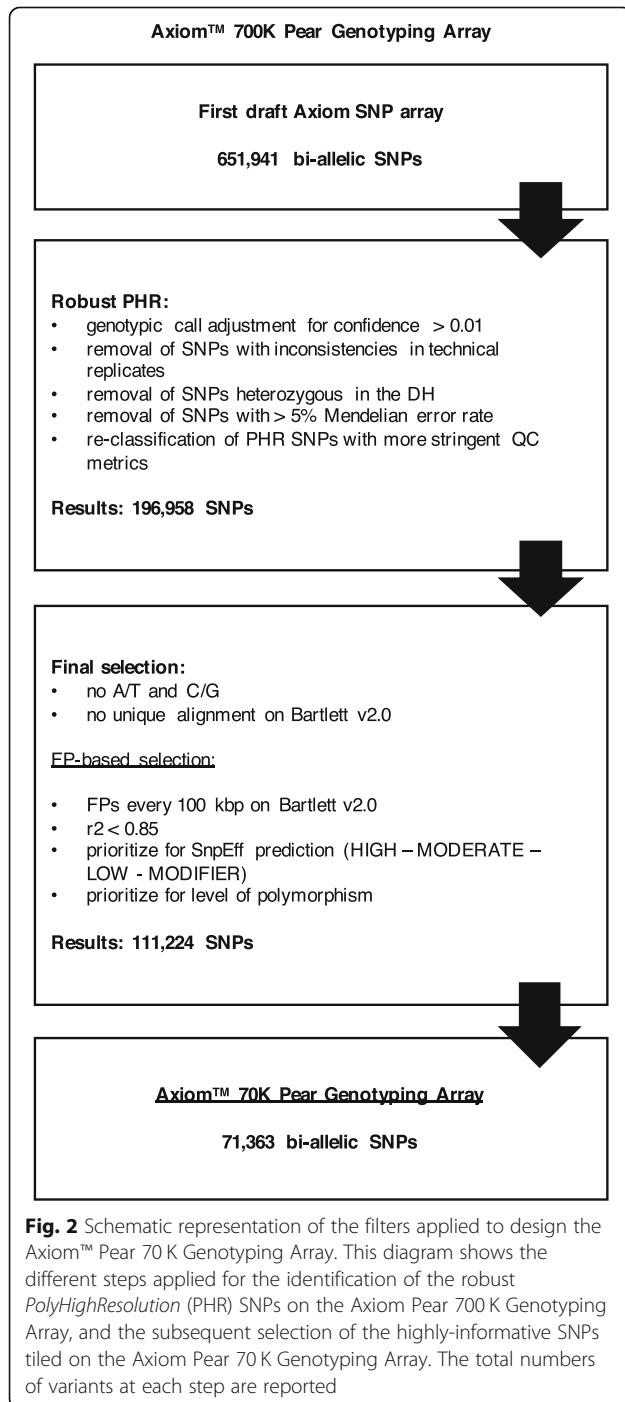 Axiom™ 700K Pear Genotyping Array
First draft Axiom SNP array
651,941 bi-allelic SNPs
Robust PHR:
• genotypic call adjustment for confidence > 0.01
• removal of SNPs with inconsistencies in technical
replicates
• removal of SNPs heterozygous in the DH
• removal of SNPs with > 5% Mendelian error rate
• re-classification of PHR SNPs with more stringent QC
metrics
Results: 196,958 SNPs
Final selection:
• no A/T and C/G
• no unique alignment on Bartlett v2.0
FP-based selection:
• FPs every 100 kbp on Bartlett v2.0
• r2 < 0.85
• prioritize for SnpEff prediction (HIGH – MODERATE –
LOW - MODIFIER)
• prioritize for level of polymorphism
Results: 111,224 SNPs
Axiom™ 70K Pear Genotyping Array
71,363 bi-allelic SNPs
Fig. 2 Schematic representation of the filters applied to design the
Axiom™ Pear 70 K Genotyping Array. This diagram shows the
different steps applied for the identification of the robust
PolyHighResolution (PHR) SNPs on the Axiom Pear 700 K Genotyping
Array, and the subsequent selection of the highly-informative SNPs
tiled on the Axiom Pear 70 K Genotyping Array. The total numbers
of variants at each step are reported